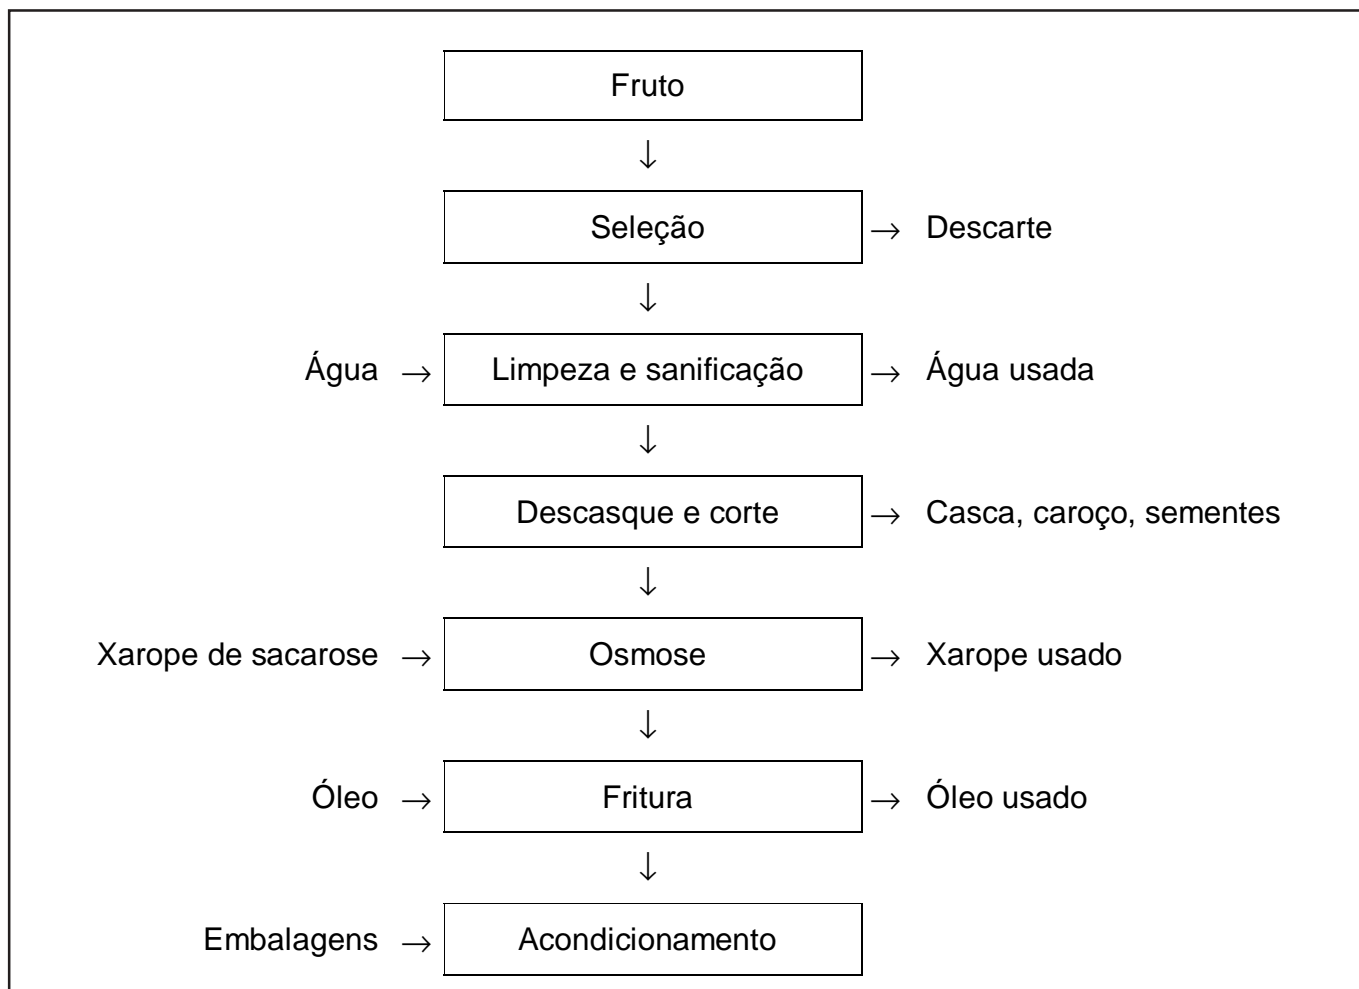 Fruto
↓
Seleção → Descarte
↓
Água → Limpeza e sanificação → Água usada
↓
Descasque e corte → Casca, caroço, sementes
↓
Xarope de sacarose → Osmose → Xarope usado
↓
Óleo → Fritura → Óleo usado
↓
Embalagens → Acondicionamento